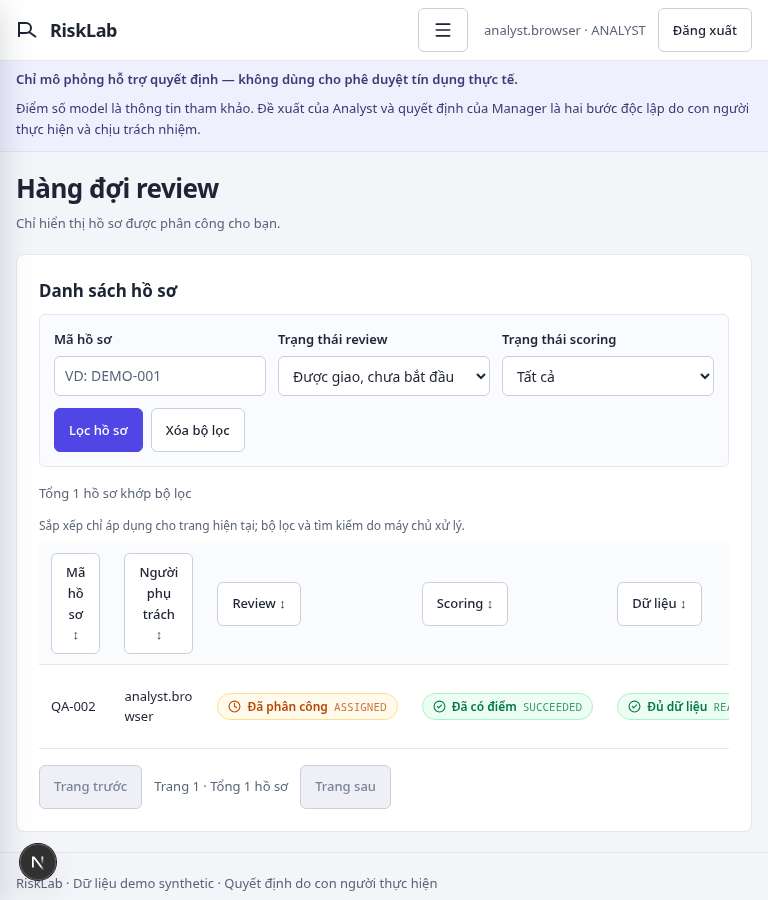 RiskLab
☰
analyst.browser · ANALYST
Đăng xuất
Chỉ mô phỏng hỗ trợ quyết định — không dùng cho phê duyệt tín dụng thực tế.
Điểm số model là thông tin tham khảo. Đề xuất của Analyst và quyết định của Manager là hai bước độc lập do con người
thực hiện và chịu trách nhiệm.
Hàng đợi review
Chỉ hiển thị hồ sơ được phân công cho bạn.
Danh sách hồ sơ
Mã hồ sơ
Trạng thái review
Trạng thái scoring
VD: DEMO-001
Được giao, chưa bắt đầu
Tất cả
Lọc hồ sơ
Xóa bộ lọc
Tổng 1 hồ sơ khớp bộ lọc
Sắp xếp chỉ áp dụng cho trang hiện tại; bộ lọc và tìm kiếm do máy chủ xử lý.
Mã
hồ
sơ
↕
Người
phụ
trách
↕
Review ↕
Scoring ↕
Dữ liệu ↕
QA-002
analyst.bro
wser
Đã phân công ASSIGNED
Đã có điểm SUCCEEDED
Đủ dữ liệu
Trang trước
Trang 1 · Tổng 1 hồ sơ
Trang sau
N
RiskLab · Dữ liệu demo synthetic · Quyết định do con người thực hiện